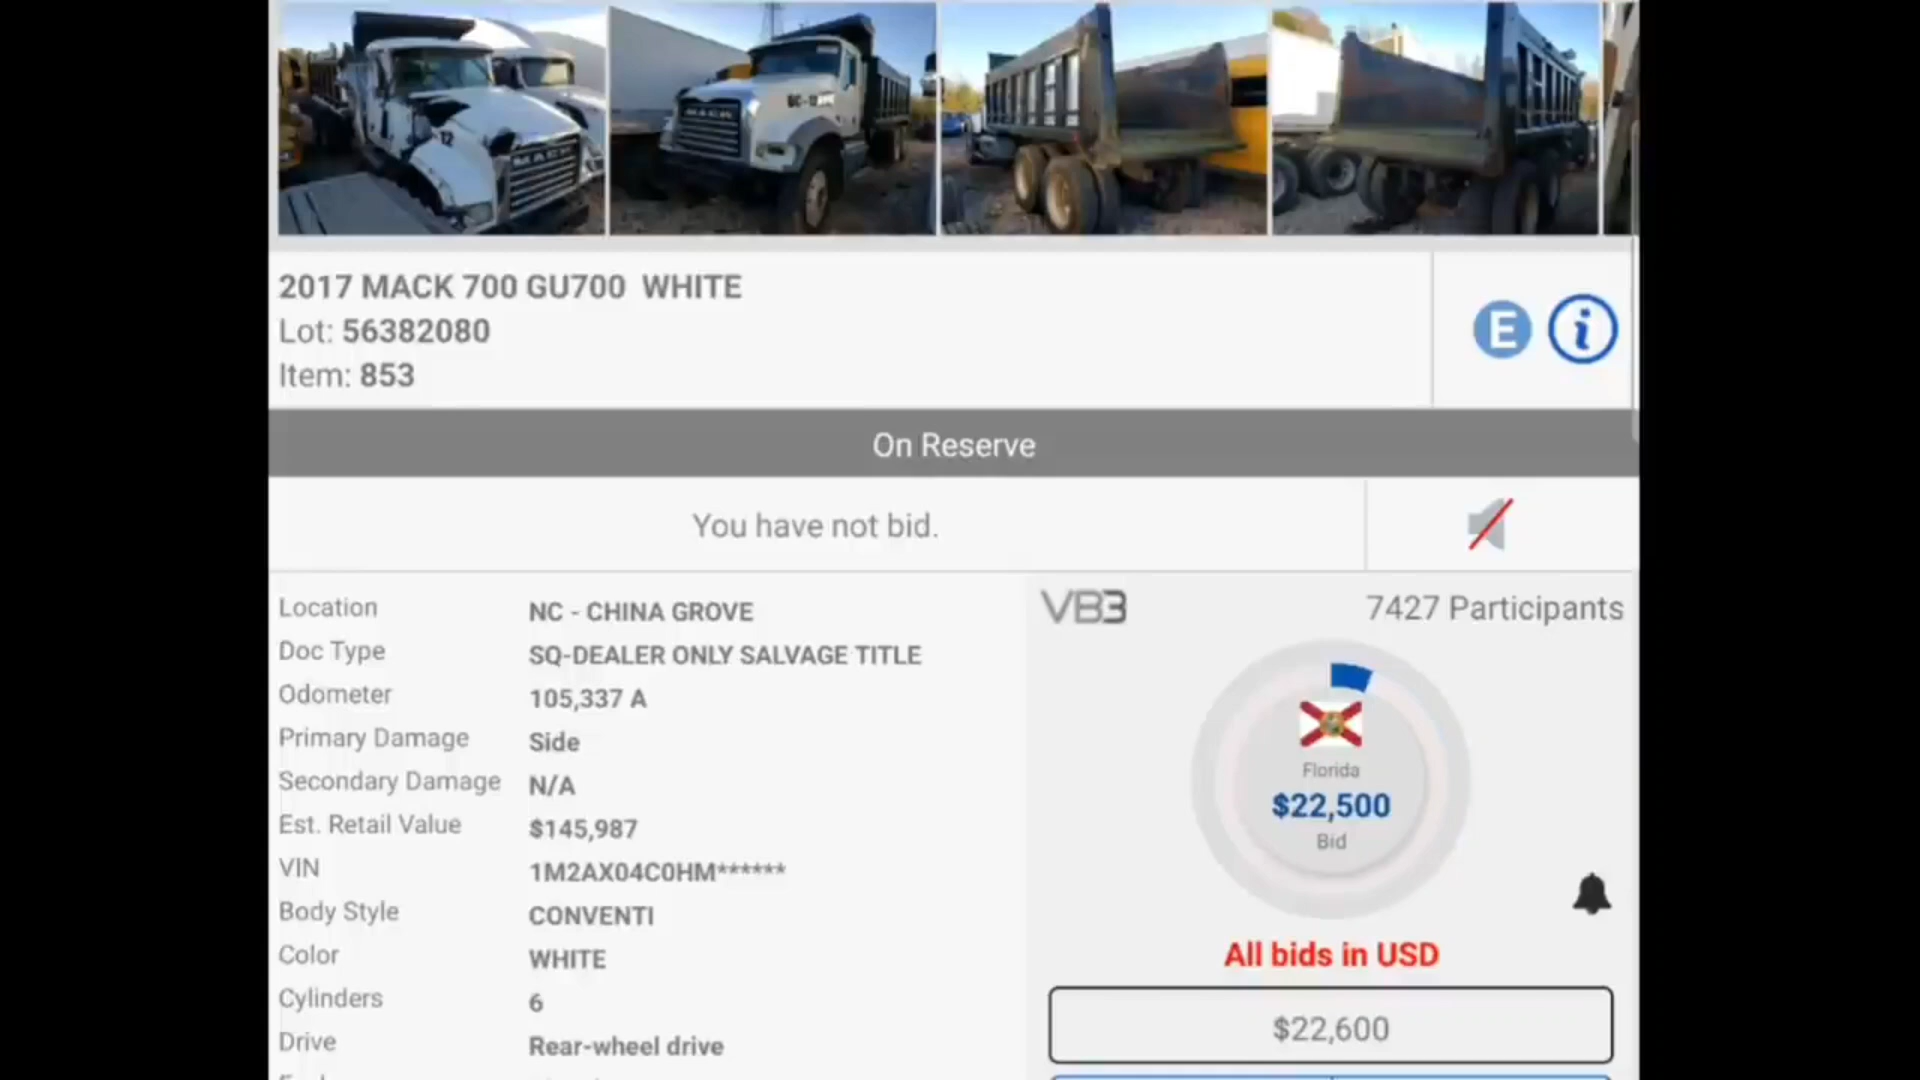 MACK
12
MACK
2017 MACK 700 GU700 WHITE
Lot: 56382080
Item: 853
E i
On Reserve
You have not bid.
Location NC - CHINA GROVE
Doc Type SQ-DEALER ONLY SALVAGE TITLE
Odometer 105,337 A
Primary Damage Side
Secondary Damage N/A
Est. Retail Value $145,987
VIN 1M2AX04C0HM******
Body Style CONVENTI
Color WHITE
Cylinders 6
Drive Rear-wheel drive
VB3 7427 Participants
Florida
$22,500
Bid
All bids in USD
$22,600